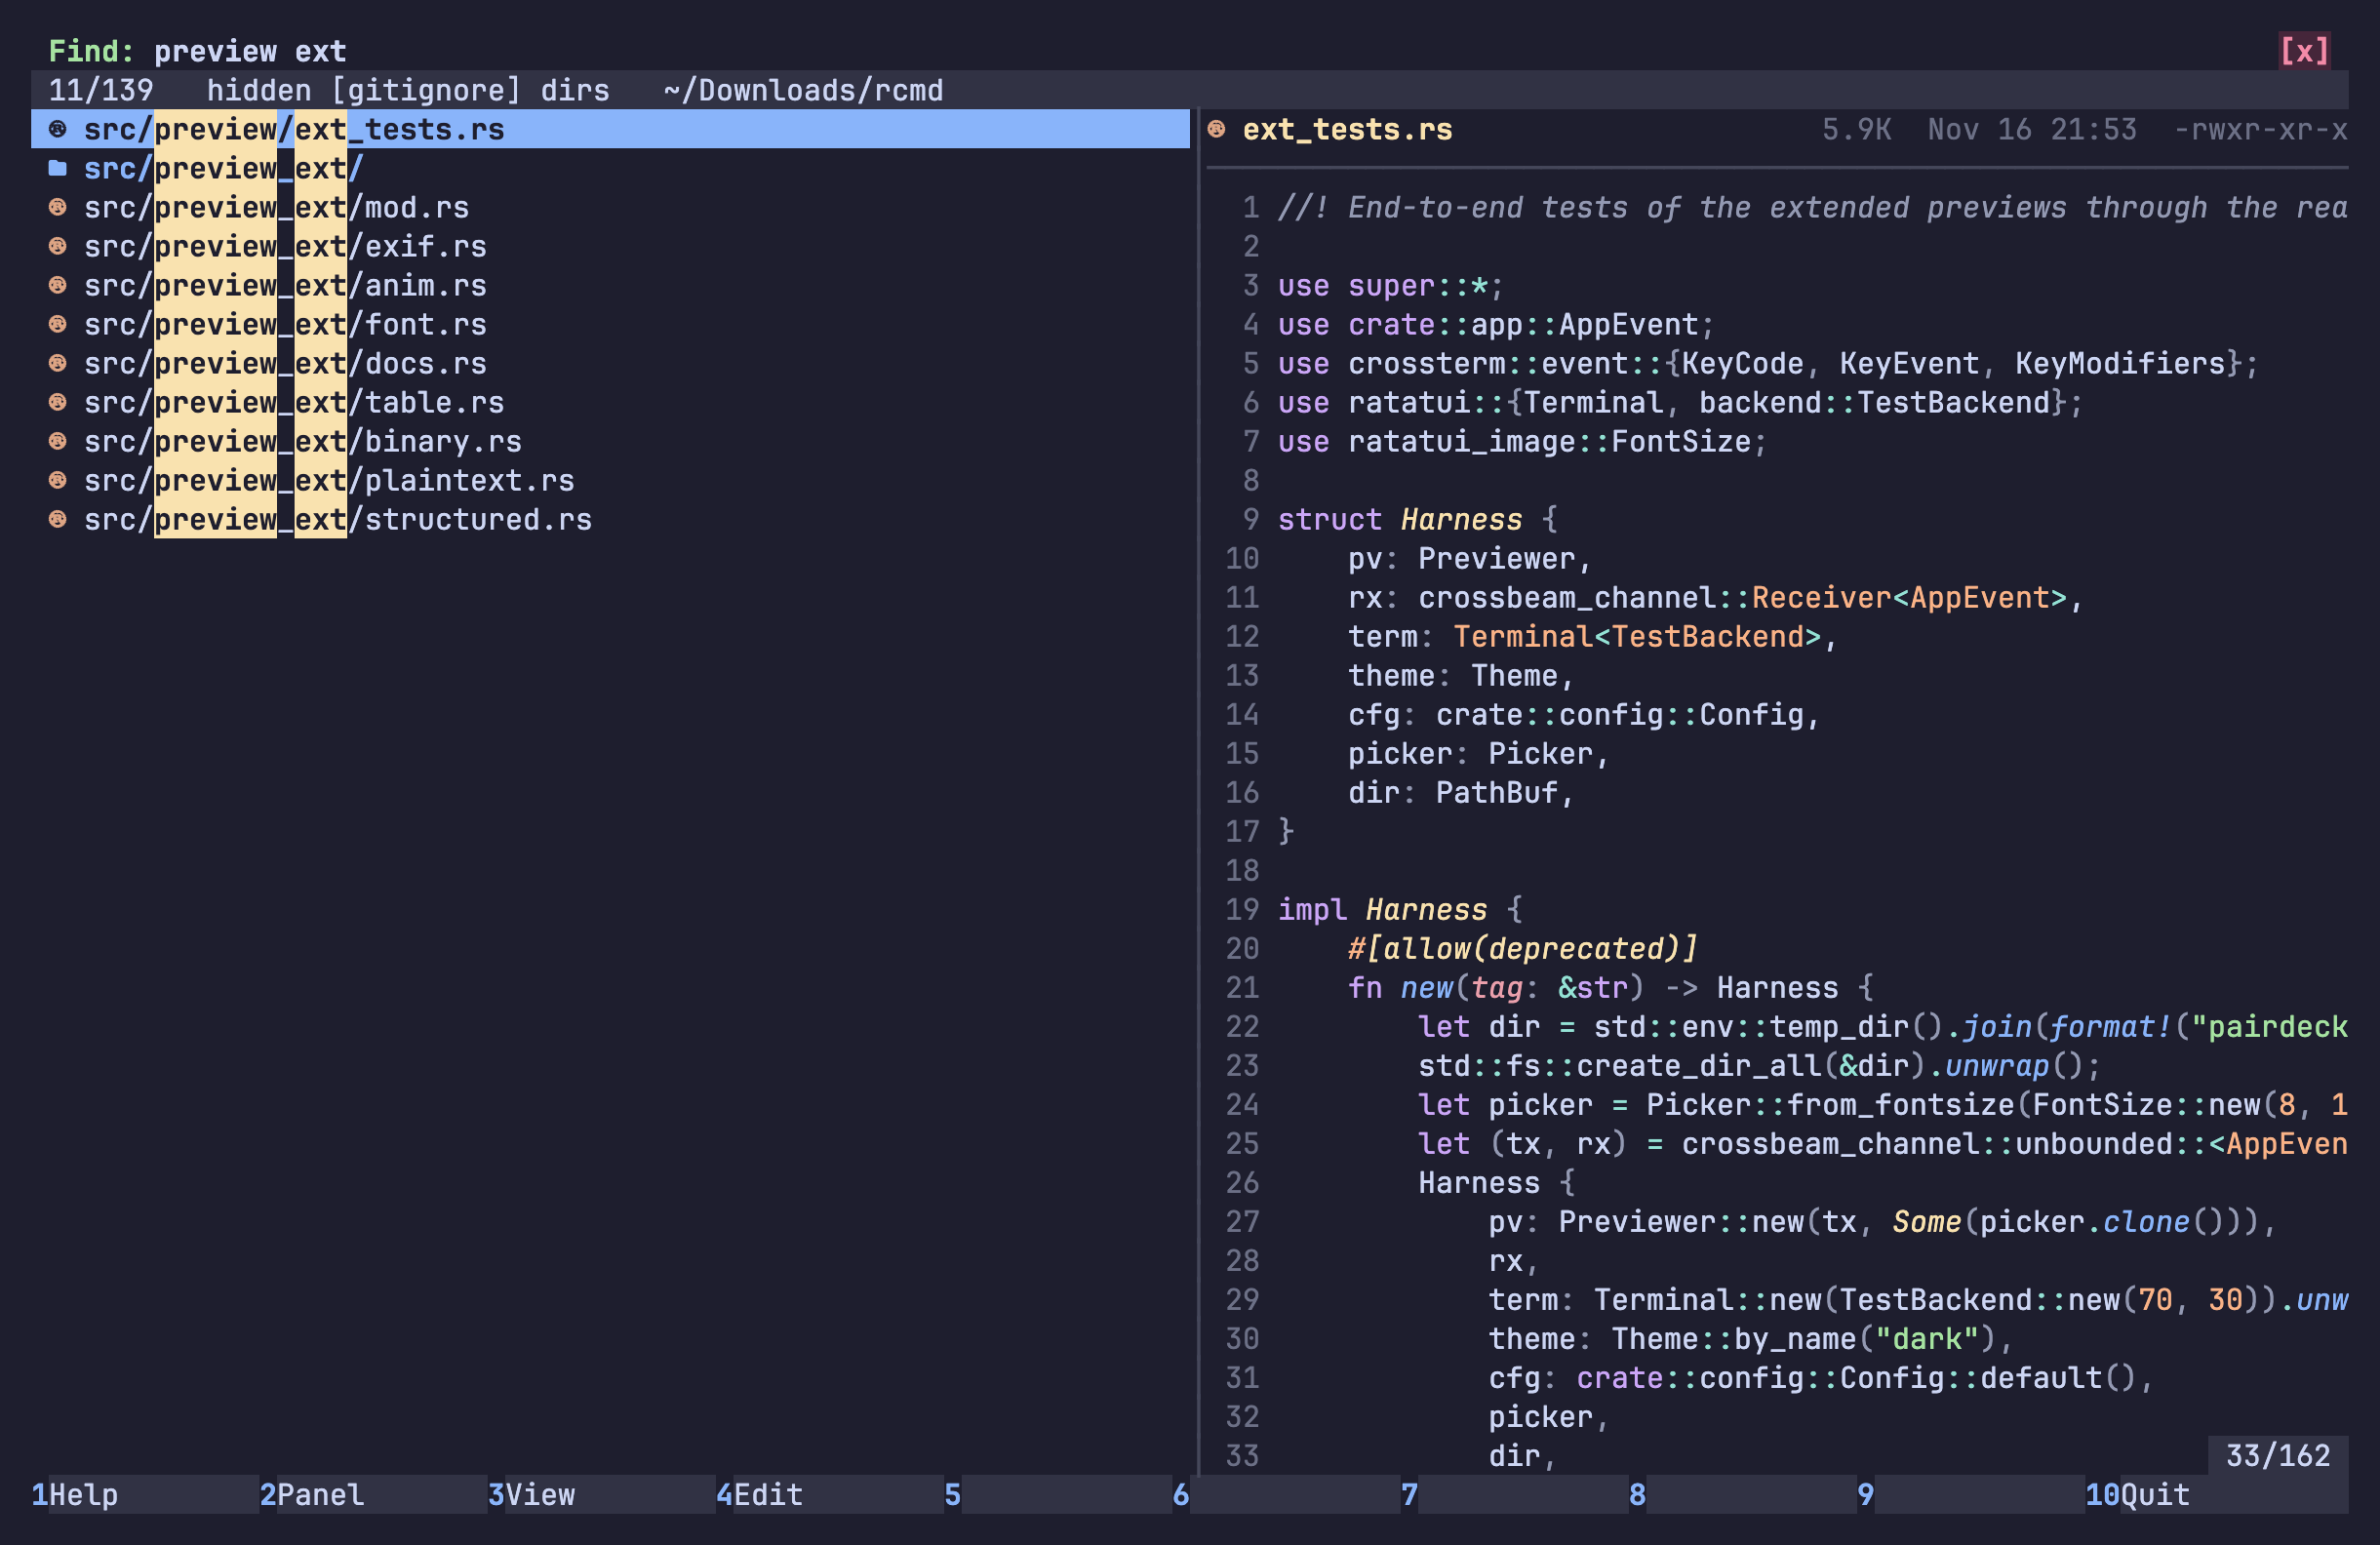 Find: preview ext [x]
11/139 hidden [gitignore] dirs ~/Downloads/rcmd
src/preview/ext_tests.rs
src/preview_ext/
src/preview_ext/mod.rs
src/preview_ext/exif.rs
src/preview_ext/anim.rs
src/preview_ext/font.rs
src/preview_ext/docs.rs
src/preview_ext/table.rs
src/preview_ext/binary.rs
src/preview_ext/plaintext.rs
src/preview_ext/structured.rs
ext_tests.rs 5.9K Nov 16 21:53 -rwxr-xr-x
1 //! End-to-end tests of the extended previews through the rea
2
3 use super::*;
4 use crate::app::AppEvent;
5 use crossterm::event::{KeyCode, KeyEvent, KeyModifiers};
6 use ratatui::{Terminal, backend::TestBackend};
7 use ratatui_image::FontSize;
8
9 struct Harness {
10     pv: Previewer,
11     rx: crossbeam_channel::Receiver<AppEvent>,
12     term: Terminal<TestBackend>,
13     theme: Theme,
14     cfg: crate::config::Config,
15     picker: Picker,
16     dir: PathBuf,
17 }
18
19 impl Harness {
20     #[allow(deprecated)]
21     fn new(tag: &str) -> Harness {
22         let dir = std::env::temp_dir().join(format!("pairdeck
23         std::fs::create_dir_all(&dir).unwrap();
24         let picker = Picker::from_fontsize(FontSize::new(8, 1
25         let (tx, rx) = crossbeam_channel::unbounded::<AppEven
26         Harness {
27             pv: Previewer::new(tx, Some(picker.clone())),
28             rx,
29             term: Terminal::new(TestBackend::new(70, 30)).unw
30             theme: Theme::by_name("dark"),
31             cfg: crate::config::Config::default(),
32             picker,
33             dir,
33/162
1Help 2Panel 3View 4Edit 5 6 7 8 9 10Quit